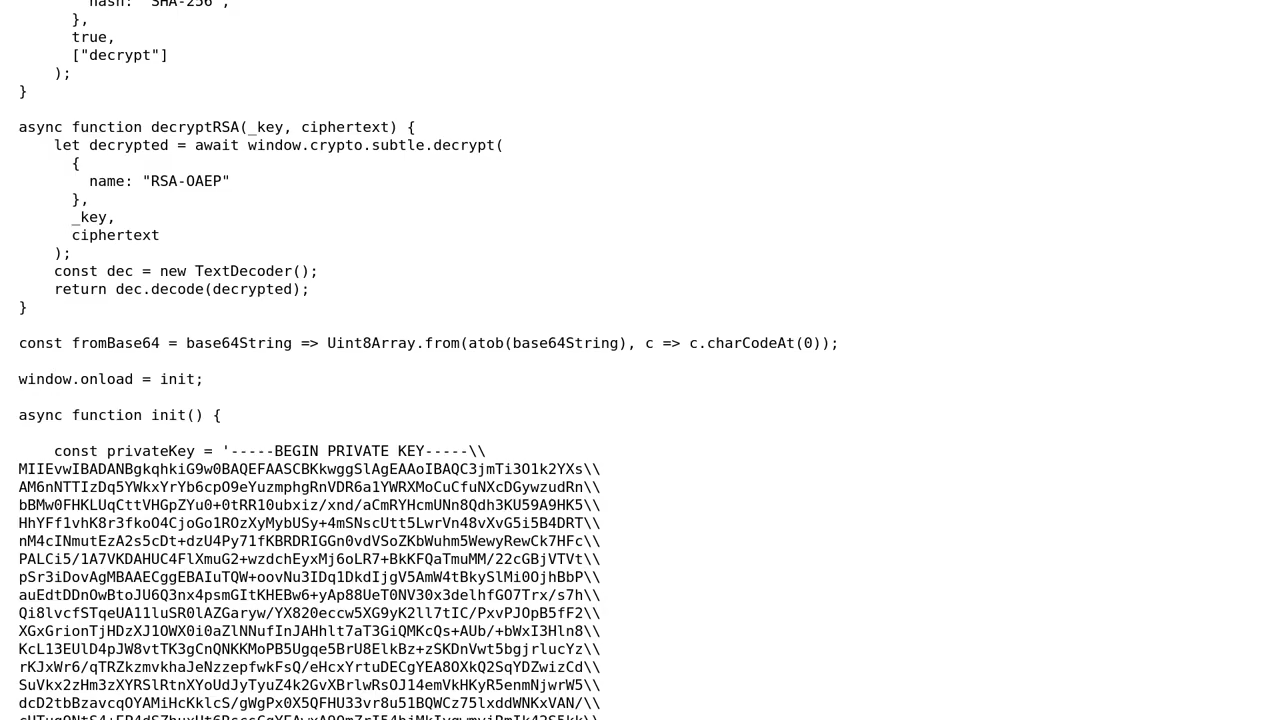 hash: "SHA-256",
      },
      true,
      ["decrypt"]
    );
}

async function decryptRSA(_key, ciphertext) {
    let decrypted = await window.crypto.subtle.decrypt(
      {
        name: "RSA-OAEP"
      },
      _key,
      ciphertext
    );
    const dec = new TextDecoder();
    return dec.decode(decrypted);
}

const fromBase64 = base64String => Uint8Array.from(atob(base64String), c => c.charCodeAt(0));

window.onload = init;

async function init() {

    const privateKey = '-----BEGIN PRIVATE KEY-----\\
MIIEvwIBADANBgkqhkiG9w0BAQEFAASCBKkwggSlAgEAAoIBAQC3jmTi3O1k2YXs\\
AM6nNTTIzDq5YWkxYrYb6cpO9eYuzmphgRnVDR6a1YWRXMoCuCfuNXcDGywzudRn\\
bBMw0FHKLUqCttVHGpZYu0+0tRR10ubxiz/xnd/aCmRYHcmUNn8Qdh3KU59A9HK5\\
HhYFf1vhK8r3fkoO4CjoGo1ROzXyMybUSy+4mSNscUtt5LwrVn48vXvG5i5B4DRT\\
nM4cINmutEzA2s5cDt+dzU4Py71fKBRDRIGGn0vdVSoZKbWuhm5WewyRewCk7HFc\\
PALCi5/1A7VKDAHUC4FlXmuG2+wzdchEyxMj6oLR7+BkKFQaTmuMM/22cGBjVTVt\\
pSr3iDovAgMBAAECggEBAIuTQW+oovNu3IDq1DkdIjgV5AmW4tBkySlMi0OjhBbP\\
auEdtDDnOwBtoJU6Q3nx4psmGItKHEBw6+yAp88UeT0NV30x3delhfGO7Trx/s7h\\
Qi8lvcfSTqeUA11luSR0lAZGaryw/YX820eccw5XG9yK2ll7tIC/PxvPJOpB5fF2\\
XGxGrionTjHDzXJ1OWX0i0aZlNNufInJAHhlt7aT3GiQMKcQs+AUb/+bWxI3Hln8\\
KcL13EUlD4pJW8vtTK3gCnQNKKMoPB5Ugqe5BrU8ElkBz+zSKDnVwt5bgjrlucYz\\
rKJxWr6/qTRZkzmvkhaJeNzzepfwkFsQ/eHcxYrtuDECgYEA8OXkQ2SqYDZwizCd\\
SuVkx2zHm3zXYRSlRtnXYoUdJyTyuZ4k2GvXBrlwRsOJ14emVkHKyR5enmNjwrW5\\
dcD2tbBzavcqOYAMiHcKklcS/gWgPx0X5QFHU33vr8u51BQWCz75lxddWNKxVAN/\\